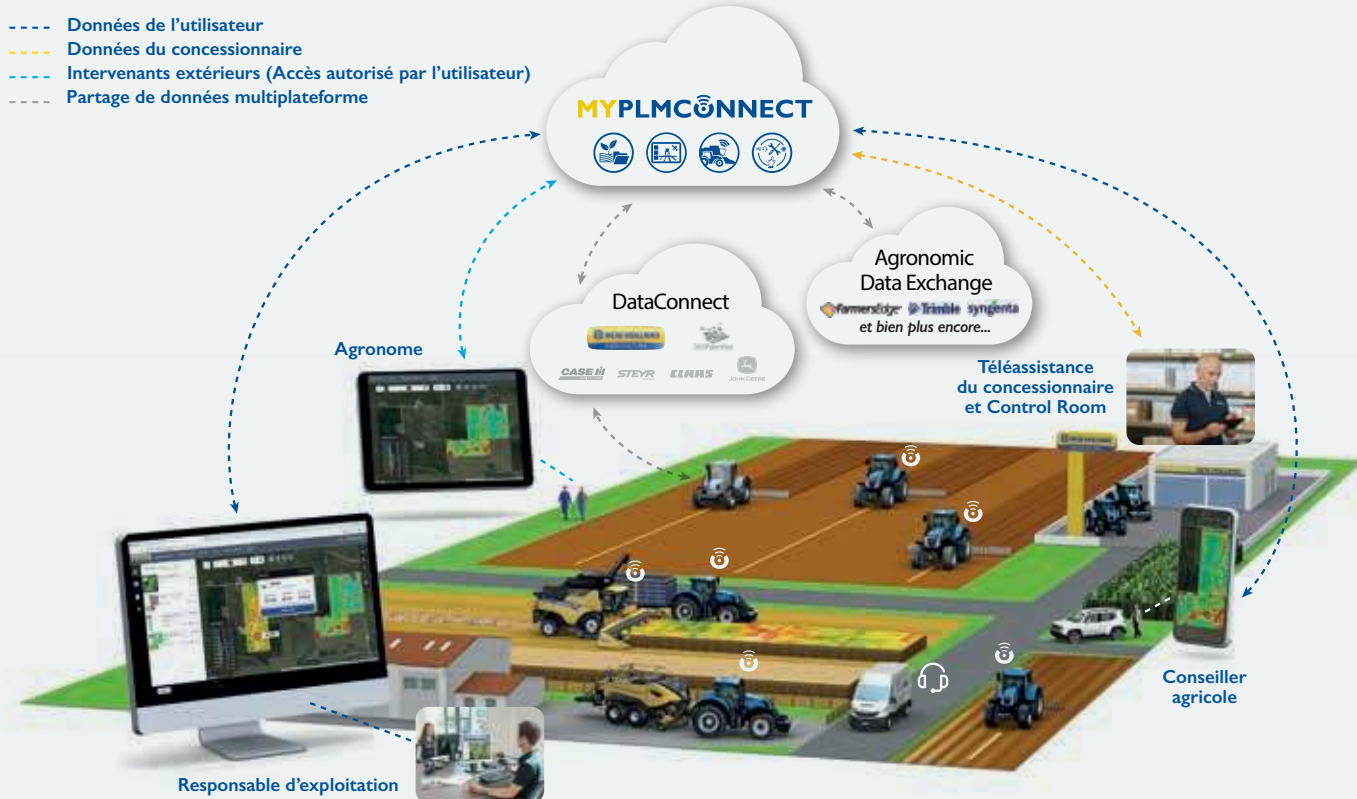 Données de l'utilisateur
Données du concessionnaire
Intervenants extérieurs (Accès autorisé par l'utilisateur)
Partage de données multiplateforme
MYPLMCONNECT
Agronomic
Data Exchange
FarmersEdge Trimble syngenta
et bien plus encore...
DataConnect
NEW HOLLAND
CASE IH STEYR CLAAS JOHN DEERE
Agronome
Téléassistance
du concessionnaire
et Control Room
Conseiller
agricole
Responsable d'exploitation